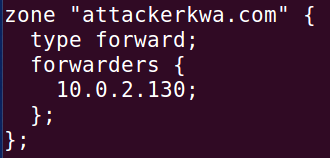 zone "attackerkwa.com" {
  type forward;
  forwarders {
    10.0.2.130;
  };
};